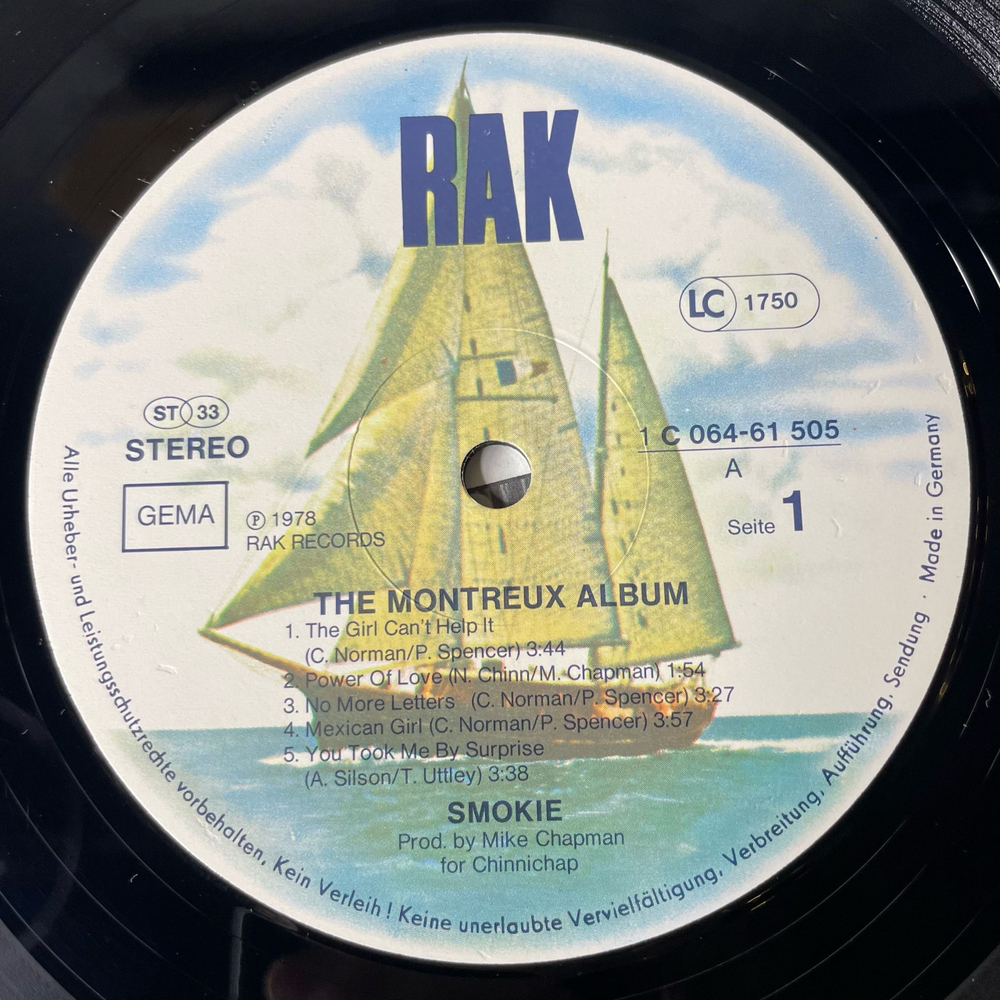 RAK
LC 1750
ST 33
STEREO
1 C 064-61 505
A
Seite 1
GEMA
℗ 1978
RAK RECORDS
THE MONTREUX ALBUM
1. The Girl Can't Help It
(C. Norman/P. Spencer) 3:44
2. Power Of Love (N. Chinn/M. Chapman) 1:54
3. No More Letters (C. Norman/P. Spencer) 3:27
4. Mexican Girl (C. Norman/P. Spencer) 3:57
5. You Took Me By Surprise
(A. Silson/T. Uttley) 3:38
SMOKIE
Prod. by Mike Chapman
for Chinnichap
Alle Urheber- und Leistungsschutzrechte vorbehalten, Kein Verleih! Keine unerlaubte Vervielfältigung, Verbreitung, Aufführung, Sendung · Made in Germany